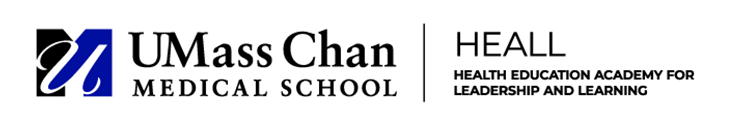 UMass Chan
MEDICAL SCHOOL
HEALL
HEALTH EDUCATION ACADEMY FOR
LEADERSHIP AND LEARNING